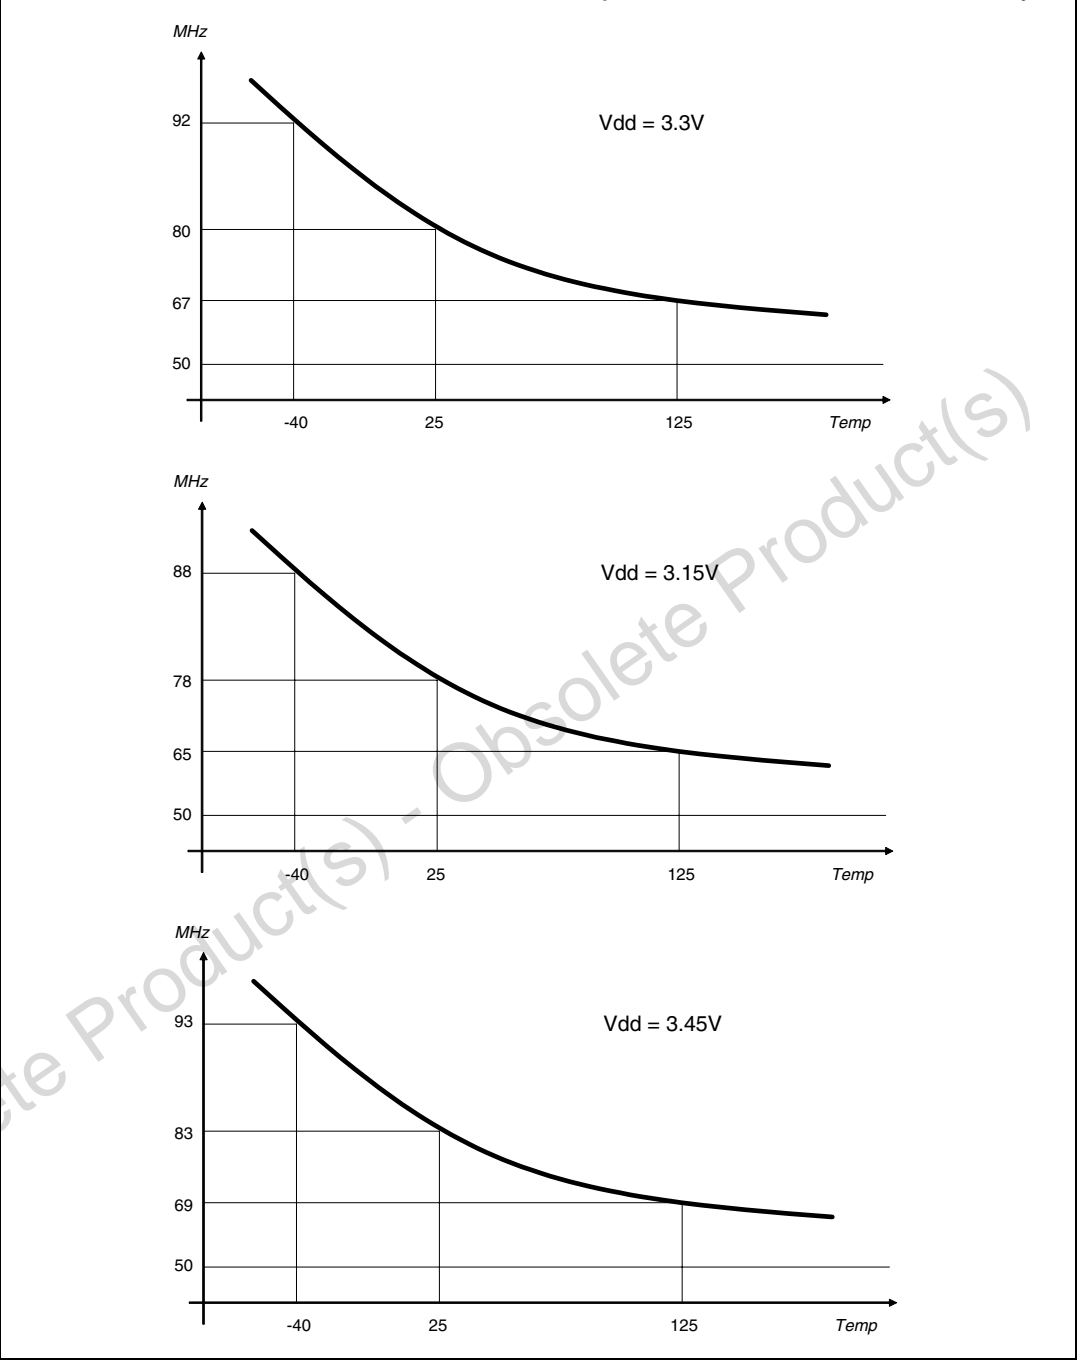 MHz
92
Vdd = 3.3V
80
67
50
-40 25 125 Temp
MHz
88
Vdd = 3.15V
78
65
50
-40 25 125 Temp
MHz
93
Vdd = 3.45V
83
69
50
-40 25 125 Temp
ete Product(s) - Obsolete Product(s)